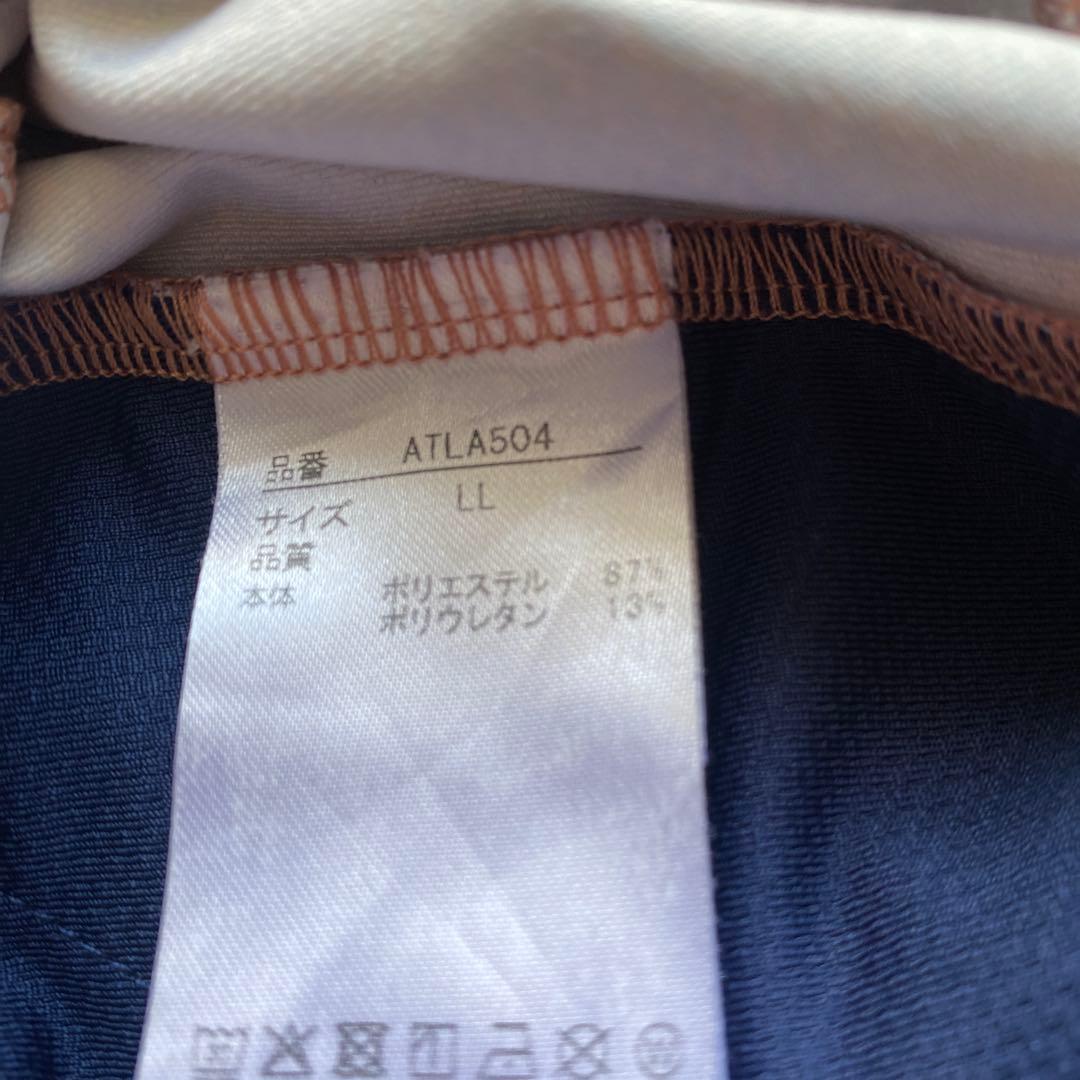 品番 ATLA504
サイズ LL
品質
本体 ポリエステル 87%
ポリウレタン 13%